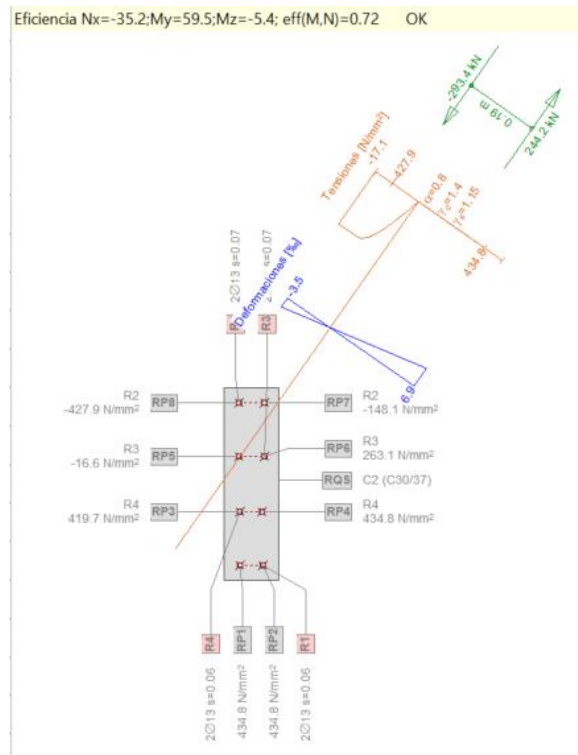 Eficiencia Nx=-35.2;My=59.5;Mz=-5.4; eff(M,N)=0.72 OK
-293.4 kN
0.19 m
244.2 kN
Tensiones [N/mm²]
-17.1
427.9
α=0.8
γc=1.4
γs=1.15
434.8
2∅13 s=0.07
s=0.07
Deformaciones [‰]
-3.5
6.9
R3
R2
-427.9 N/mm²
RP8
RP7
R2
-148.1 N/mm²
R3
-16.6 N/mm²
RP5
RP6
R3
263.1 N/mm²
RQ5
C2 (C30/37)
R4
419.7 N/mm²
RP3
RP4
R4
434.8 N/mm²
R4
2∅13 s=0.06
RP1
434.8 N/mm²
RP2
434.8 N/mm²
R1
2∅13 s=0.06